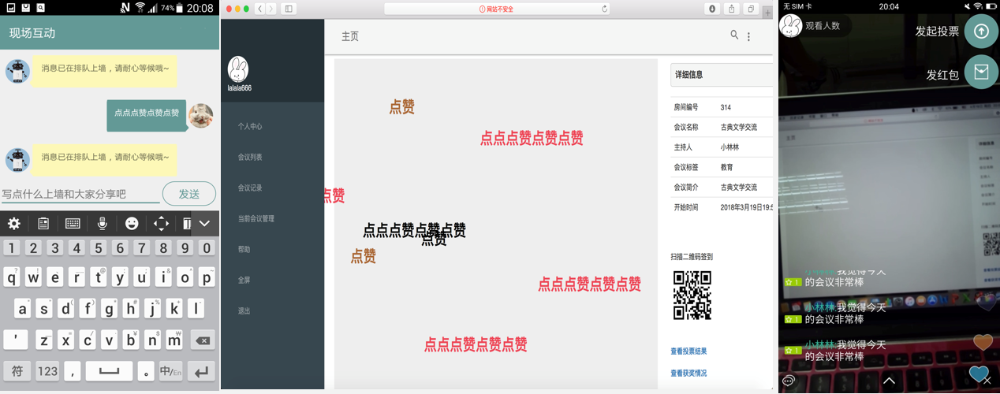 74% 20:08
现场互动
消息已在排队上墙，请耐心等候哦~
点点点赞点赞点赞
消息已在排队上墙，请耐心等候哦~
写点什么上墙和大家分享吧
发送
1 2 3 4 5 6 7 8 9 0
q w e r t y u i o p
a s d f g h j k l
' z x c v b n m
符 123 , 。 中/En
网站不安全
主页
lalala666
个人中心
会议列表
会议记录
当前会议管理
帮助
全屏
退出
点赞
点点点赞点赞点赞
点赞
点点点赞点赞点赞
点赞
点赞
点点点赞点赞点赞
点点点赞点赞点赞
详细信息
房间编号 314
会议名称 古典文学交流
主持人 小林林
会议标签 教育
会议简介 古典文学交流
开始时间 2018年3月19日19:5
扫描二维码签到
查看投票结果
查看获奖情况
无 SIM 卡 20:04
观看人数
发起投票
发红包
1 小林林:我觉得今天
的会议非常棒
1 小林林:我觉得今天
的会议非常棒
1 小林林:我觉得今天
的会议非常棒